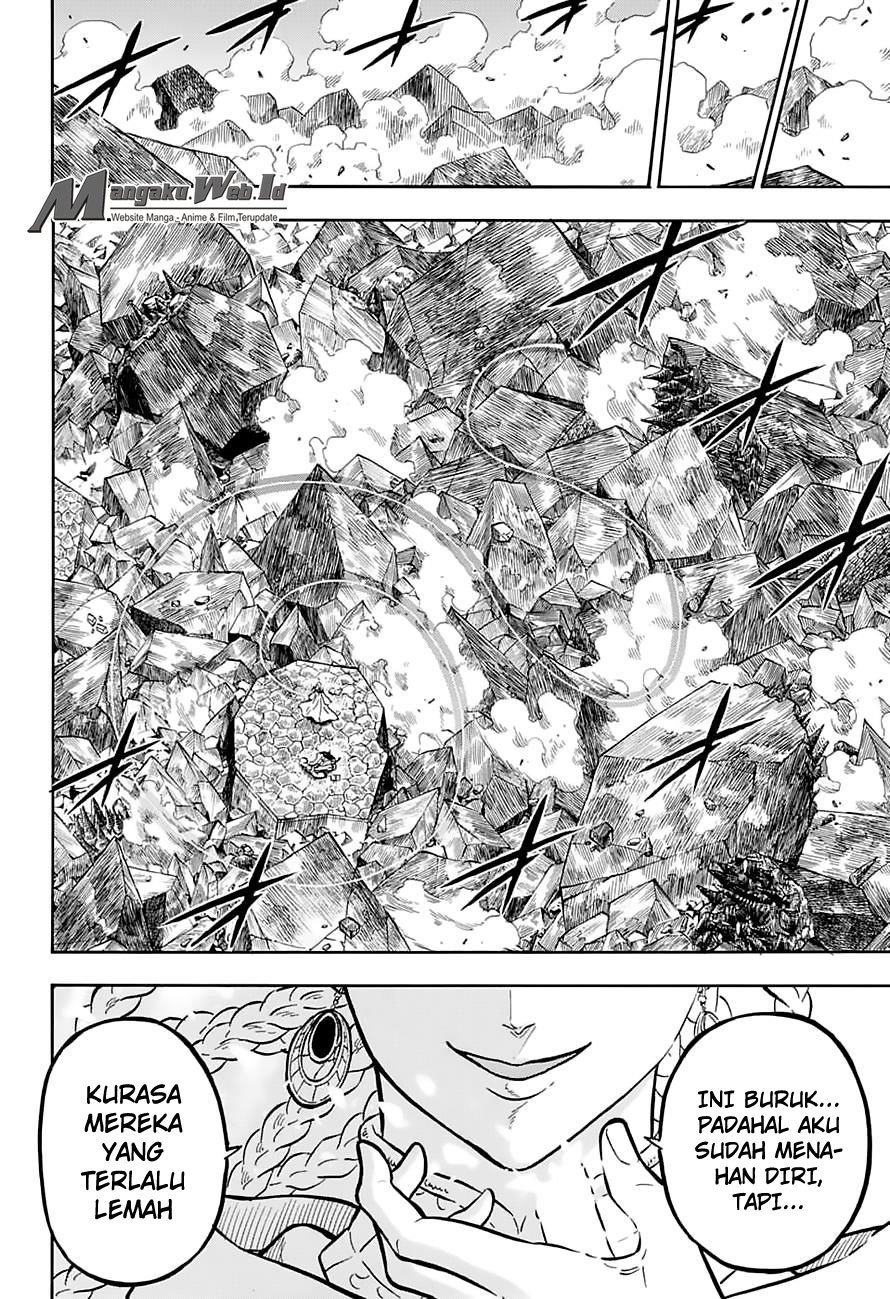 Mangaku.Web.Id
Website Manga - Anime & Film Terupdate
INI BURUK...
PADAHAL AKU
SUDAH MENA-
HAN DIRI,
TAPI...
KURASA
MEREKA
YANG
TERLALU
LEMAH